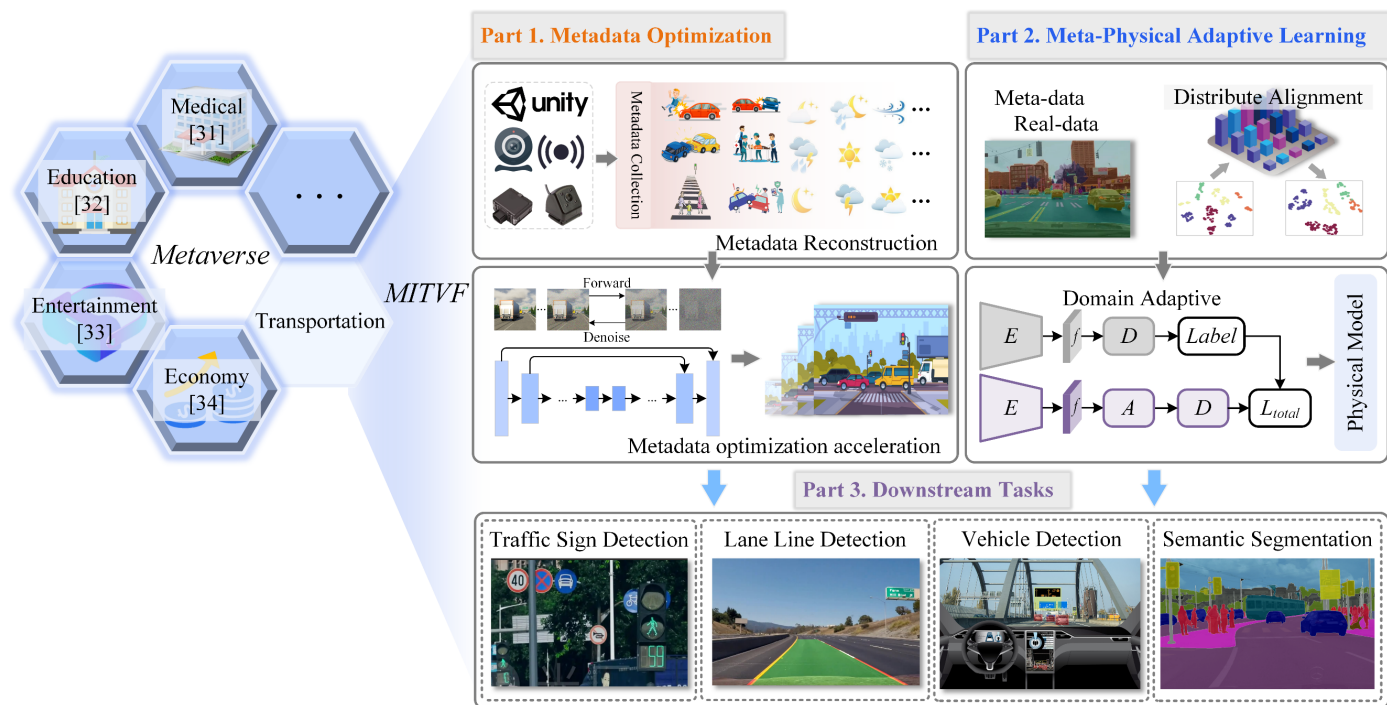 Medical
[31]
Education
[32]
...
Metaverse
Entertainment
[33]
Transportation
Economy
[34]
MITVF
Part 1. Metadata Optimization
unity
Metadata Collection
...
...
...
Metadata Reconstruction
Forward
...
...
Denoise
...
...
Metadata optimization acceleration
Part 2. Meta-Physical Adaptive Learning
Meta-data
Real-data
Distribute Alignment
Domain Adaptive
E
f
D
Label
E
f
A
D
L_total
Physical Model
Part 3. Downstream Tasks
Traffic Sign Detection
40
59
Lane Line Detection
Vehicle Detection
Semantic Segmentation